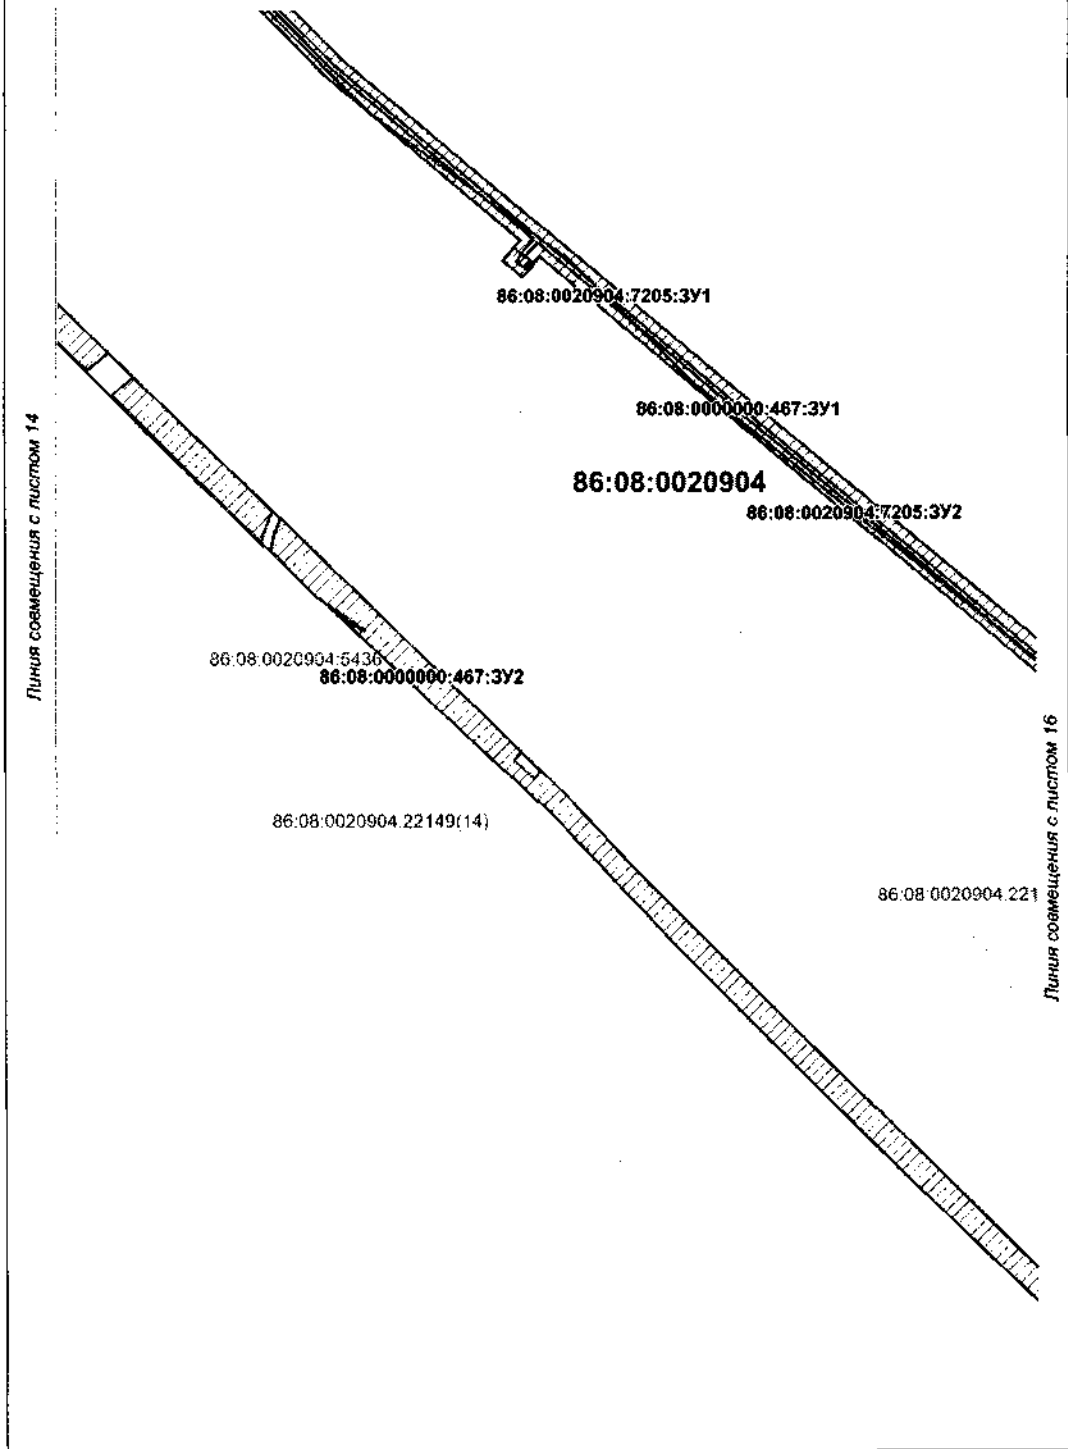 86:08:0020904:7205:ЗУ1
86:08:0000000:467:ЗУ1
Линия совмещения с листом 14
86:08:0020904
86:08:0020904:7205:ЗУ2
86:08:0020904:5436
86:08:0000000:467:ЗУ2
86:08:0020904:22149(14)
86:08:0020904:221
Линия совмещения с листом 16